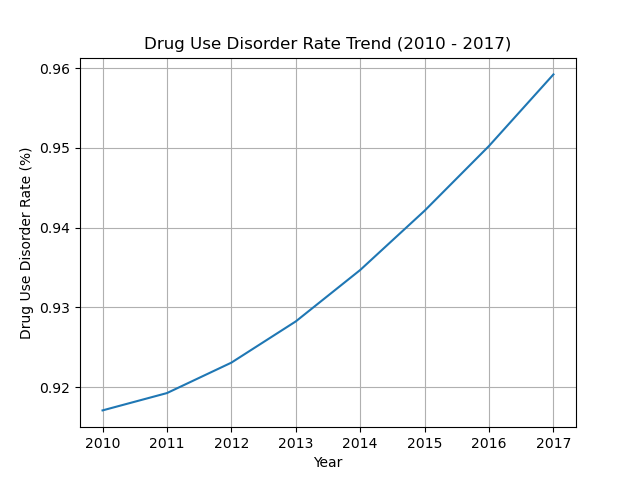 Drug Use Disorder Rate Trend (2010 - 2017)
0.96
0.95
0.94
0.93
0.92
Drug Use Disorder Rate (%)
2010 2011 2012 2013 2014 2015 2016 2017
Year